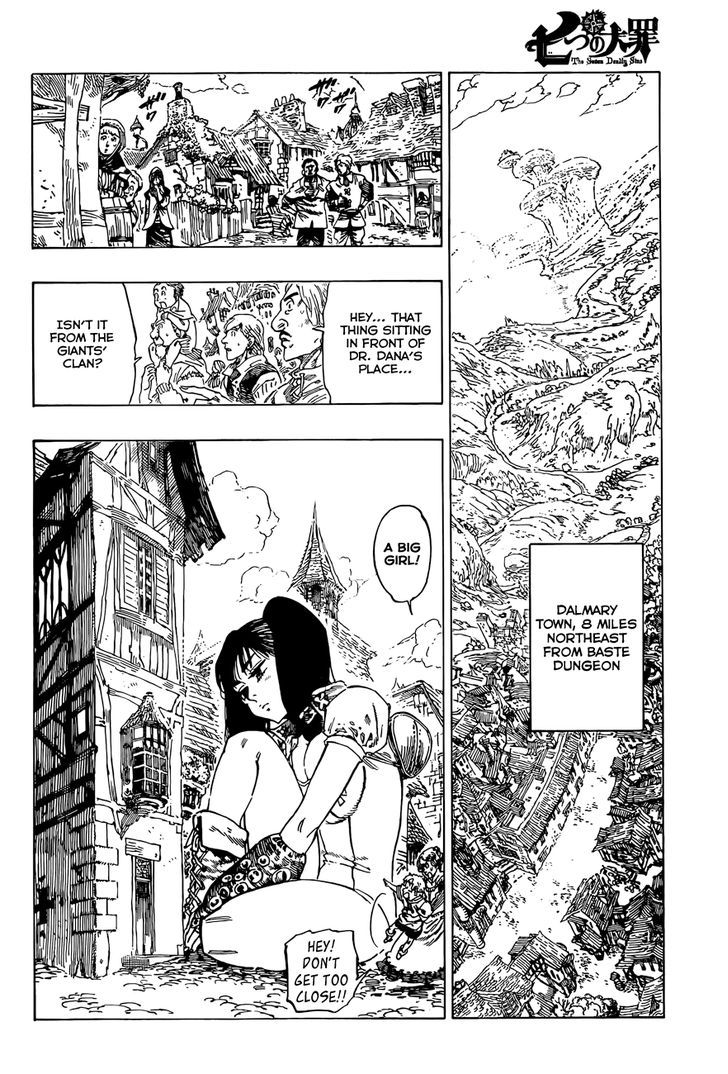 七つの大罪
The Seven Deadly Sins
DALMARY
TOWN, 8 MILES
NORTHEAST
FROM BASTE
DUNGEON
ザワ
ザワ
HEY... THAT
THING SITTING
IN FRONT OF
DR. DANA'S
PLACE...
ISN'T IT
FROM THE
GIANTS'
CLAN?
A BIG
GIRL!
HEY!
DON'T
GET TOO
CLOSE!!